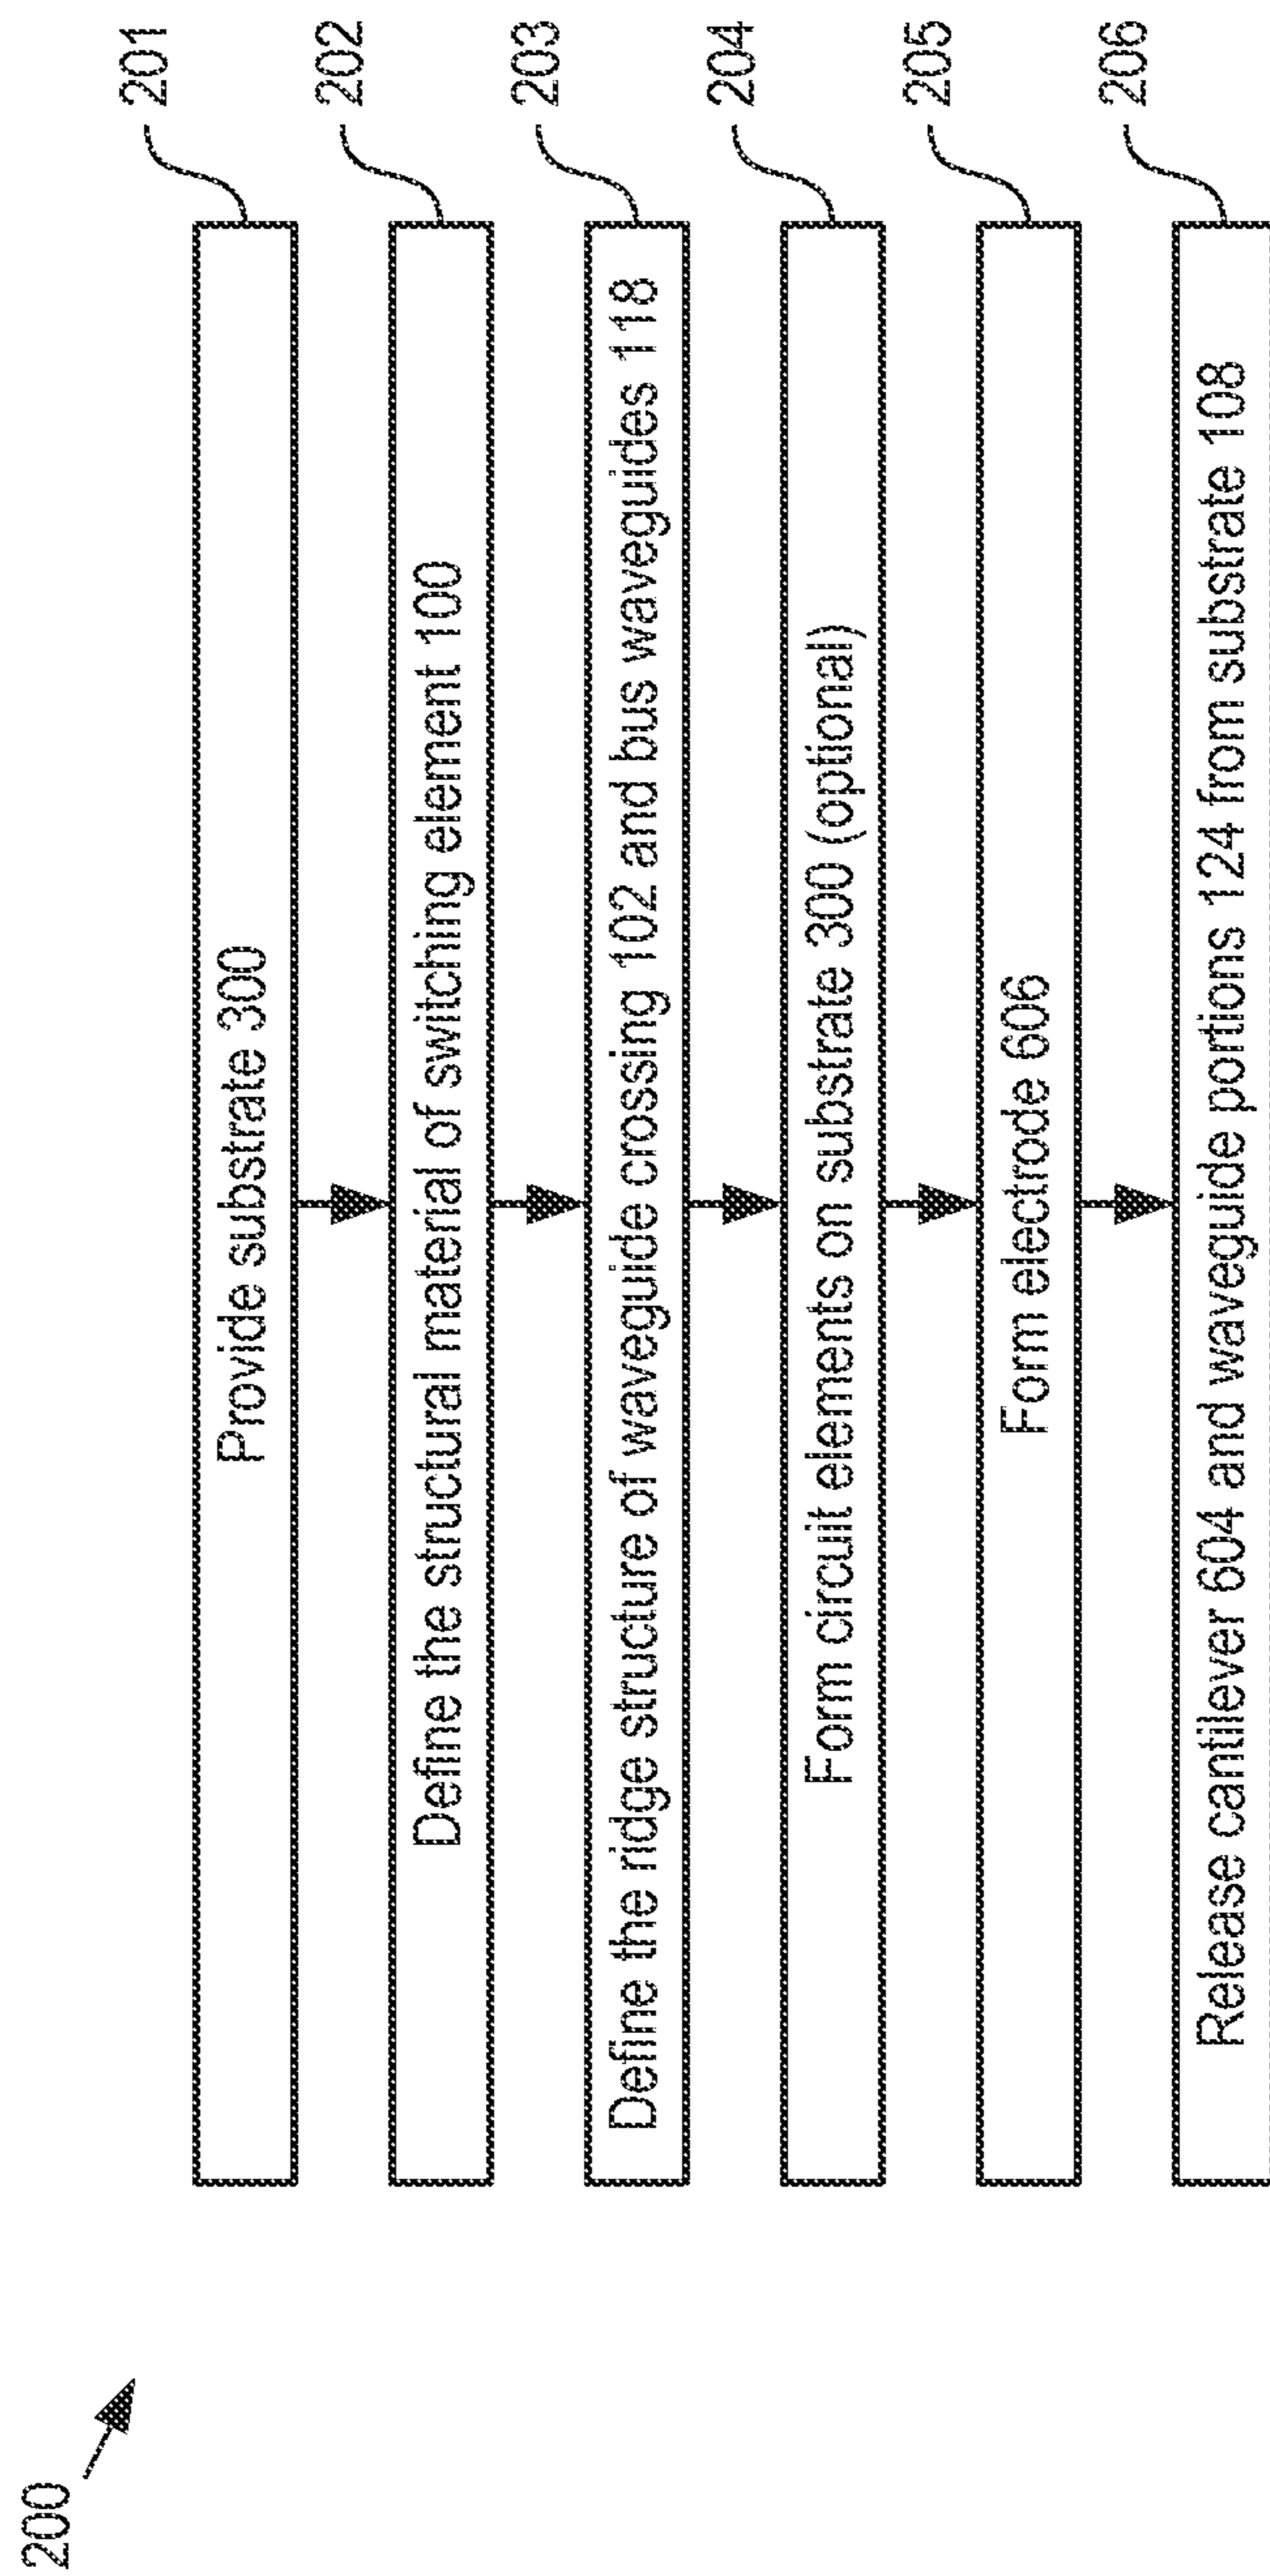 200
201
Provide substrate 300
202
Define the structural material of switching element 100
203
Define the ridge structure of waveguide crossing 102 and bus waveguides 118
204
Form circuit elements on substrate 300 (optional)
205
Form electrode 606
206
Release cantilever 604 and waveguide portions 124 from substrate 108